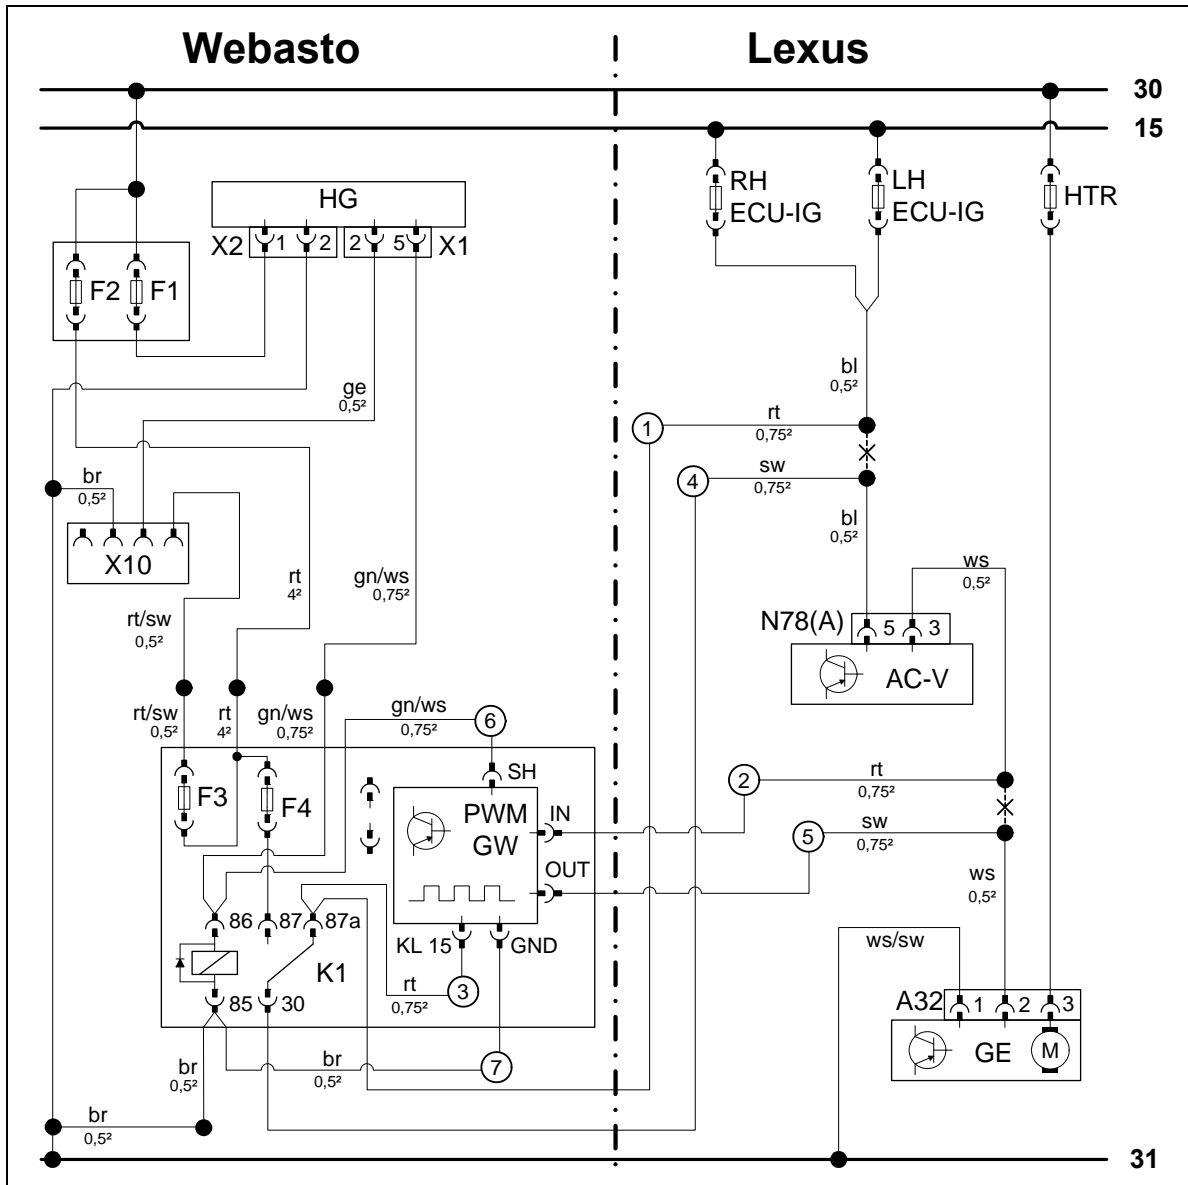 Webasto
Lexus
30
15
HG
RH
ECU-IG
LH
ECU-IG
HTR
X2
1
2
2
5
X1
F2
F1
bl
0,5²
ge
0,5²
1
rt
0,75²
br
0,5²
4
sw
0,75²
bl
0,5²
X10
rt
4²
gn/ws
0,75²
ws
0,5²
rt/sw
0,5²
N78(A)
5
3
AC-V
rt/sw
0,5²
rt
4²
gn/ws
0,75²
gn/ws
0,75²
6
SH
2
rt
0,75²
F3
F4
PWM
GW
IN
OUT
5
sw
0,75²
ws
0,5²
86
87
87a
KL 15
GND
ws/sw
K1
rt
0,75²
3
85
30
A32
1
2
3
GE
M
br
0,5²
br
0,5²
7
br
0,5²
31